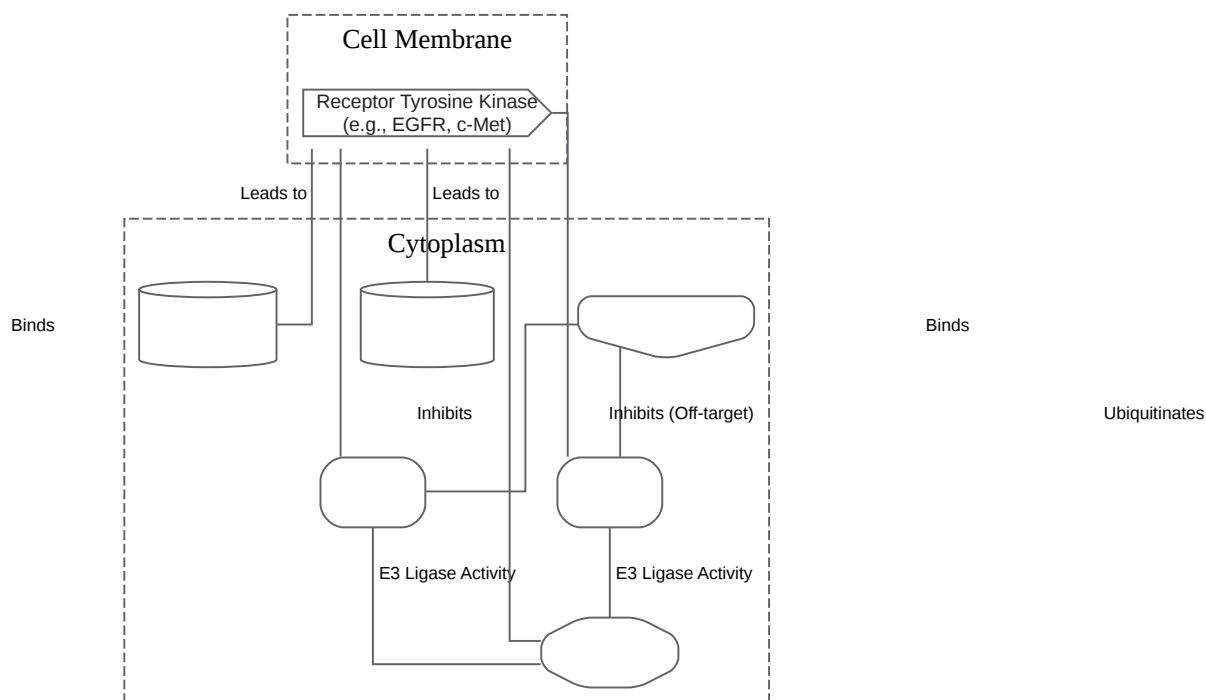 Cell Membrane
Receptor Tyrosine Kinase
(e.g., EGFR, c-Met)
Leads to
Leads to
Cytoplasm
Binds
Binds
Inhibits
Inhibits (Off-target)
Ubiquitinates
E3 Ligase Activity
E3 Ligase Activity